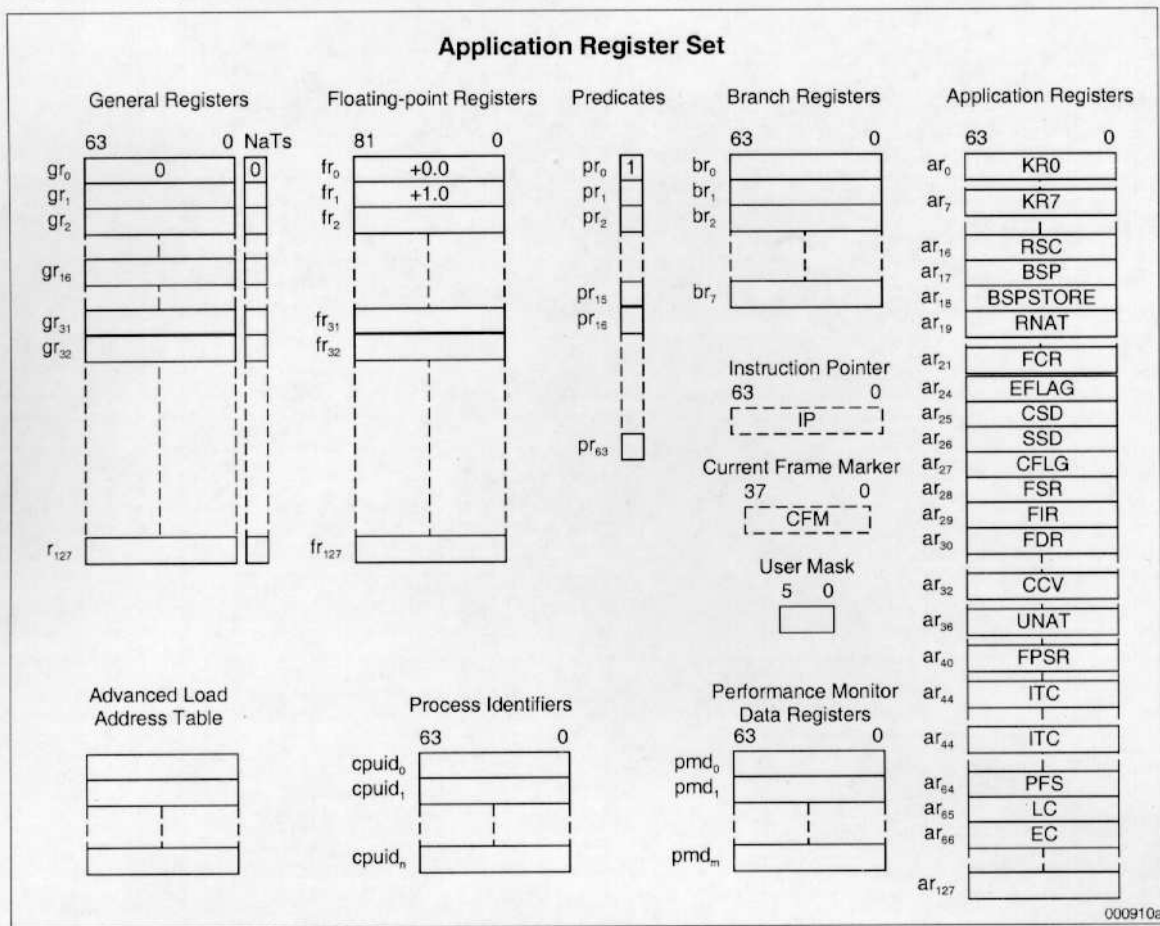 Application Register Set
General Registers
63 0 NaTs
gr0 0 0
gr1
gr2
gr16
gr31
gr32
r127
Floating-point Registers
81 0
fr0 +0.0
fr1 +1.0
fr2
fr31
fr32
fr127
Predicates
pr0 1
pr1
pr2
pr15
pr16
pr63
Branch Registers
63 0
br0
br1
br2
br7
Instruction Pointer
63 0
IP
Current Frame Marker
37 0
CFM
User Mask
5 0
Application Registers
63 0
ar0 KR0
ar7 KR7
ar16 RSC
ar17 BSP
ar18 BSPSTORE
ar19 RNAT
ar21 FCR
ar24 EFLAG
ar25 CSD
ar26 SSD
ar27 CFLG
ar28 FSR
ar29 FIR
ar30 FDR
ar32 CCV
ar36 UNAT
ar40 FPSR
ar44 ITC
ar44 ITC
ar64 PFS
ar65 LC
ar66 EC
ar127
Advanced Load
Address Table
Process Identifiers
63 0
cpuid0
cpuid1
cpuidn
Performance Monitor
Data Registers
63 0
pmd0
pmd1
pmdm
000910a